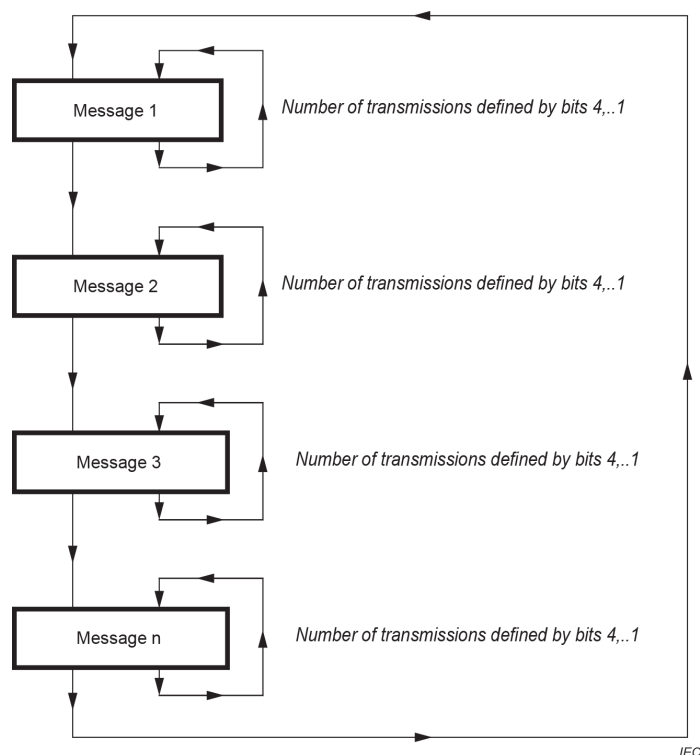 Message 1
Number of transmissions defined by bits 4,..1
Message 2
Number of transmissions defined by bits 4,..1
Message 3
Number of transmissions defined by bits 4,..1
Message n
Number of transmissions defined by bits 4,..1
IEC